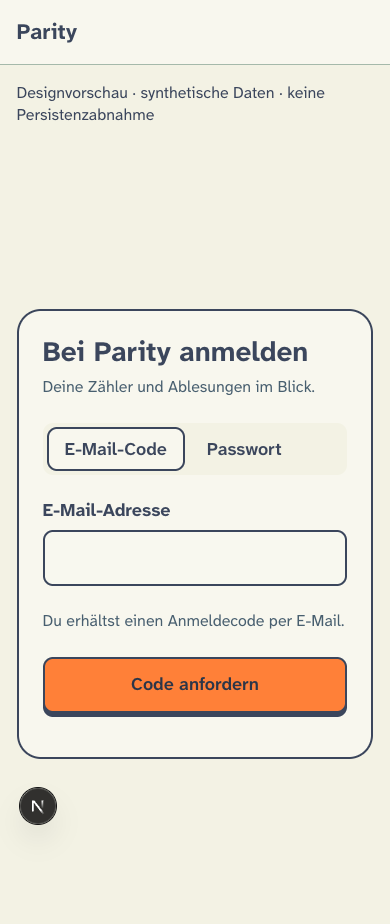 Parity
Designvorschau · synthetische Daten · keine
Persistenzabnahme
Bei Parity anmelden
Deine Zähler und Ablesungen im Blick.
E-Mail-Code
Passwort
E-Mail-Adresse
Du erhältst einen Anmeldecode per E-Mail.
Code anfordern
N